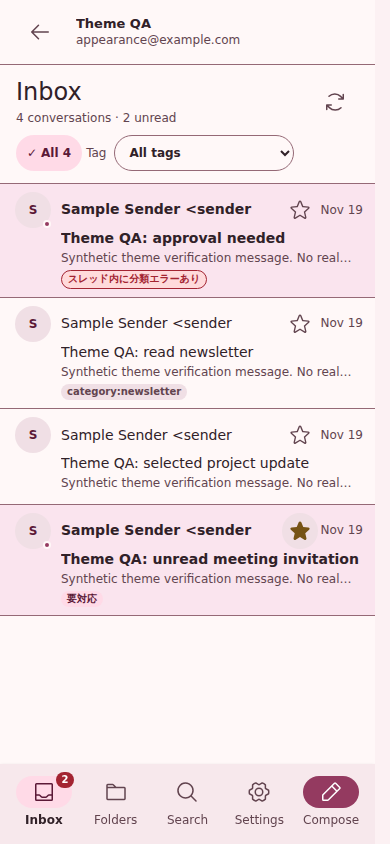 Theme QA
appearance@example.com
Inbox
4 conversations · 2 unread
✓ All 4 Tag All tags
S Sample Sender <sender Nov 19
Theme QA: approval needed
Synthetic theme verification message. No real…
スレッド内に分類エラーあり
S Sample Sender <sender Nov 19
Theme QA: read newsletter
Synthetic theme verification message. No real…
category:newsletter
S Sample Sender <sender Nov 19
Theme QA: selected project update
Synthetic theme verification message. No real…
S Sample Sender <sender Nov 19
Theme QA: unread meeting invitation
Synthetic theme verification message. No real…
要対応
2
Inbox Folders Search Settings Compose